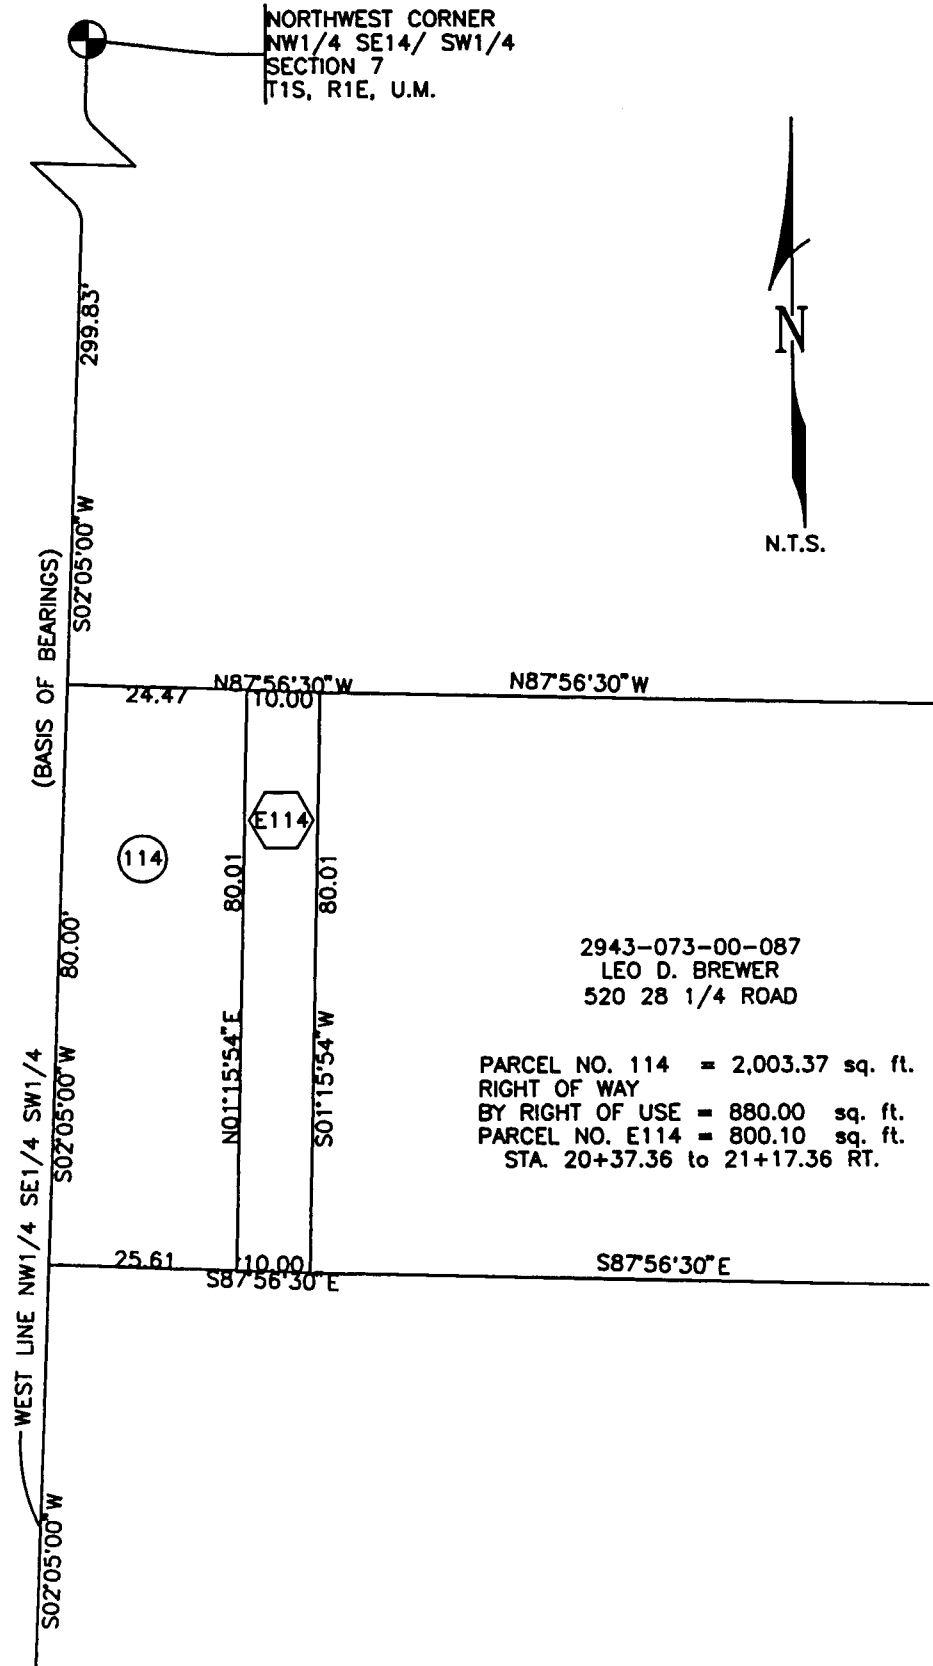 NORTHWEST CORNER
NW1/4 SE14/ SW1/4
SECTION 7
T1S, R1E, U.M.
299.83'
N
N.T.S.
S02°05'00"W
(BASIS OF BEARINGS)
N87°56'30"W
N87°56'30"W
24.47
10.00
E114
114
80.01
80.01
80.00'
2943-073-00-087
LEO D. BREWER
520 28 1/4 ROAD
N01°15'54"E
S01°15'54"W
S02°05'00"W
PARCEL NO. 114 = 2,003.37 sq. ft.
RIGHT OF WAY
BY RIGHT OF USE = 880.00 sq. ft.
PARCEL NO. E114 = 800.10 sq. ft.
STA. 20+37.36 to 21+17.36 RT.
WEST LINE NW1/4 SE1/4 SW1/4
25.61
10.00
S87°56'30"E
S87°56'30"E
S02°05'00"W